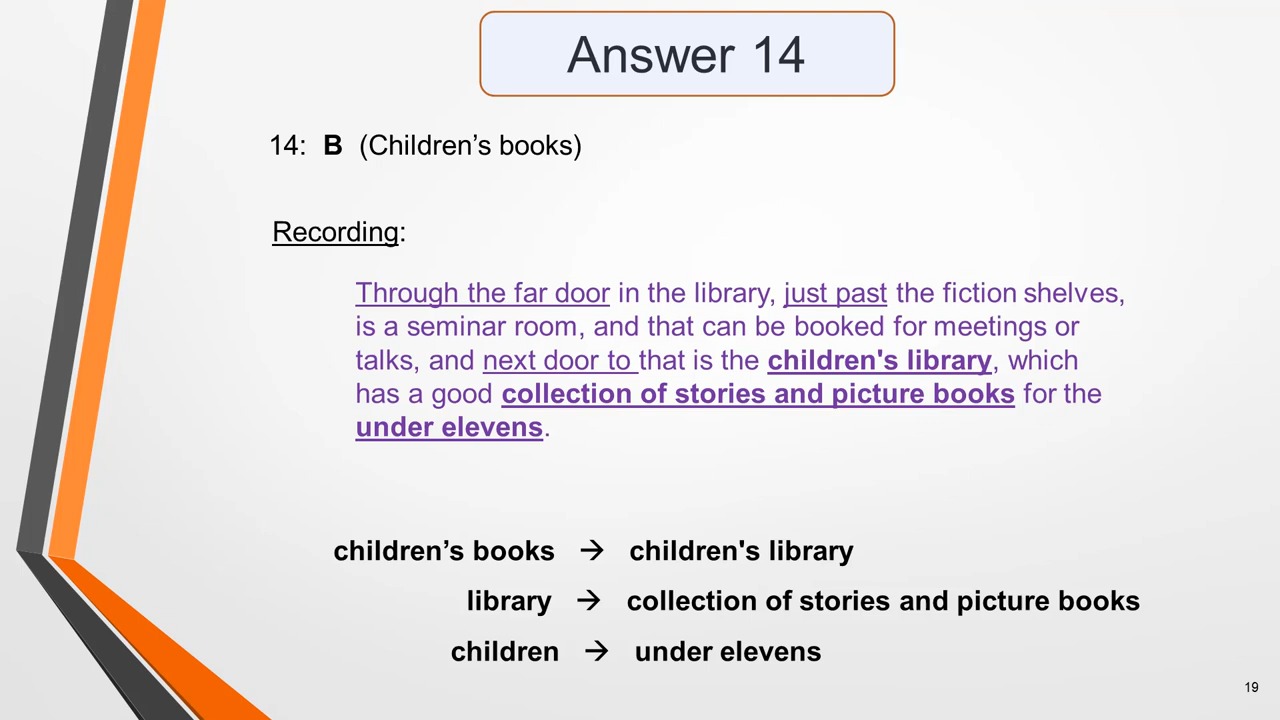 Answer 14
14: B (Children’s books)
Recording:
Through the far door in the library, just past the fiction shelves,
is a seminar room, and that can be booked for meetings or
talks, and next door to that is the children's library, which
has a good collection of stories and picture books for the
under elevens.
children’s books → children's library
library → collection of stories and picture books
children → under elevens
19